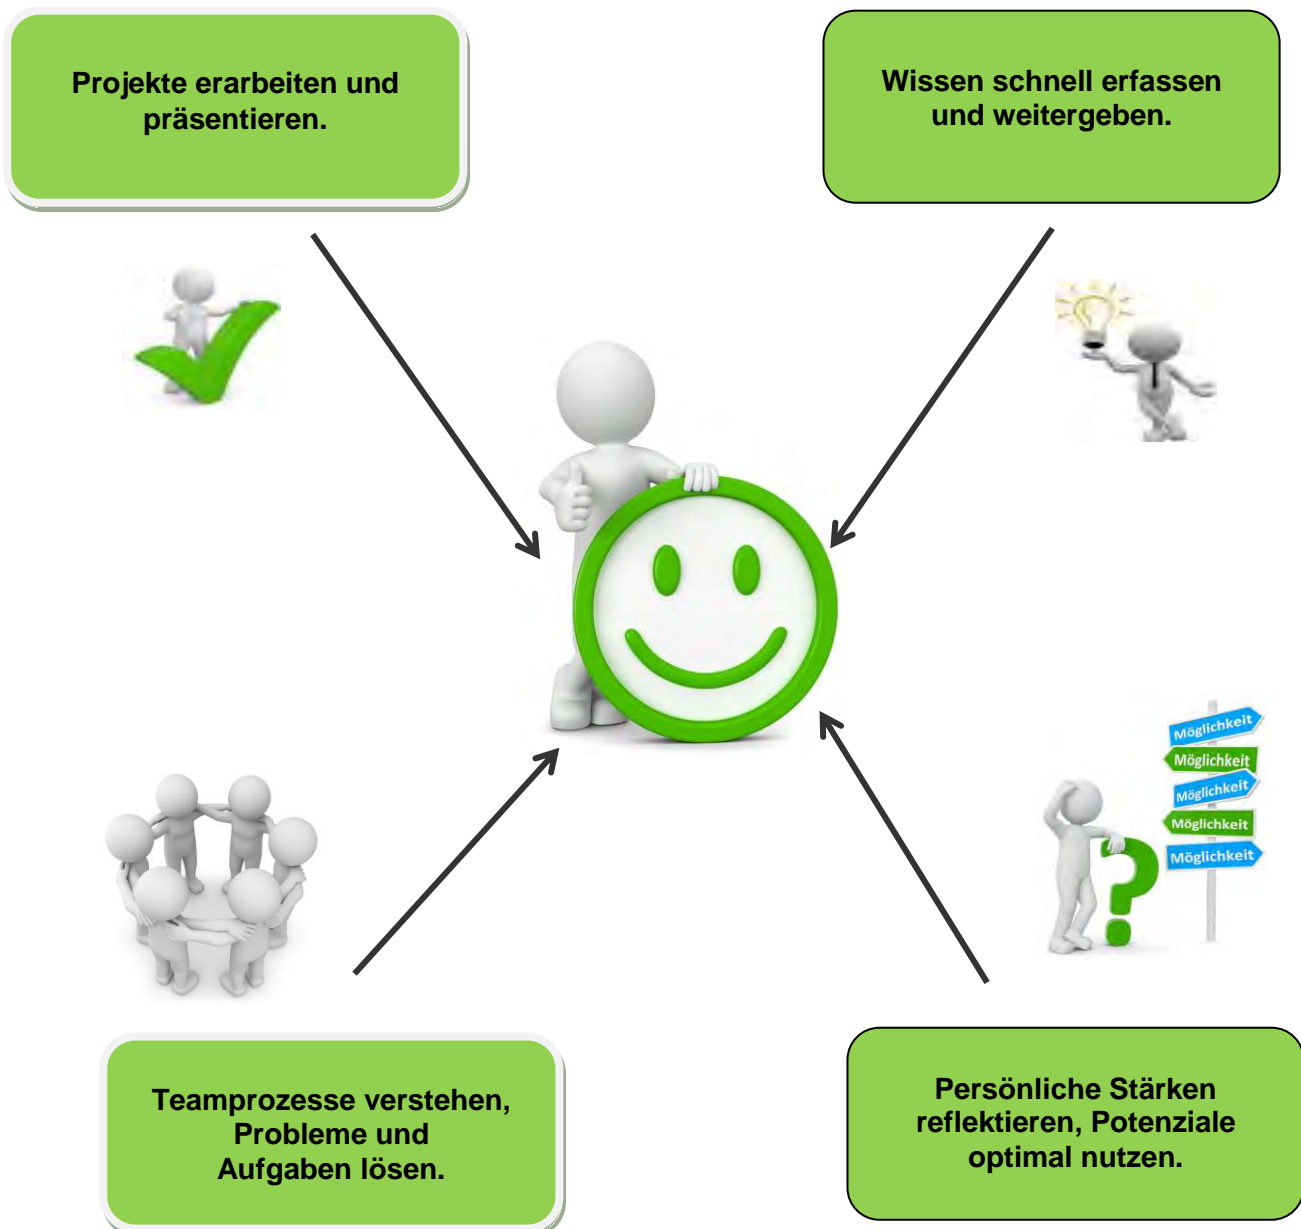 Projekte erarbeiten und
präsentieren.
Wissen schnell erfassen
und weitergeben.
Möglichkeit
Möglichkeit
Möglichkeit
Möglichkeit
Möglichkeit
Teamprozesse verstehen,
Probleme und
Aufgaben lösen.
Persönliche Stärken
reflektieren, Potenziale
optimal nutzen.